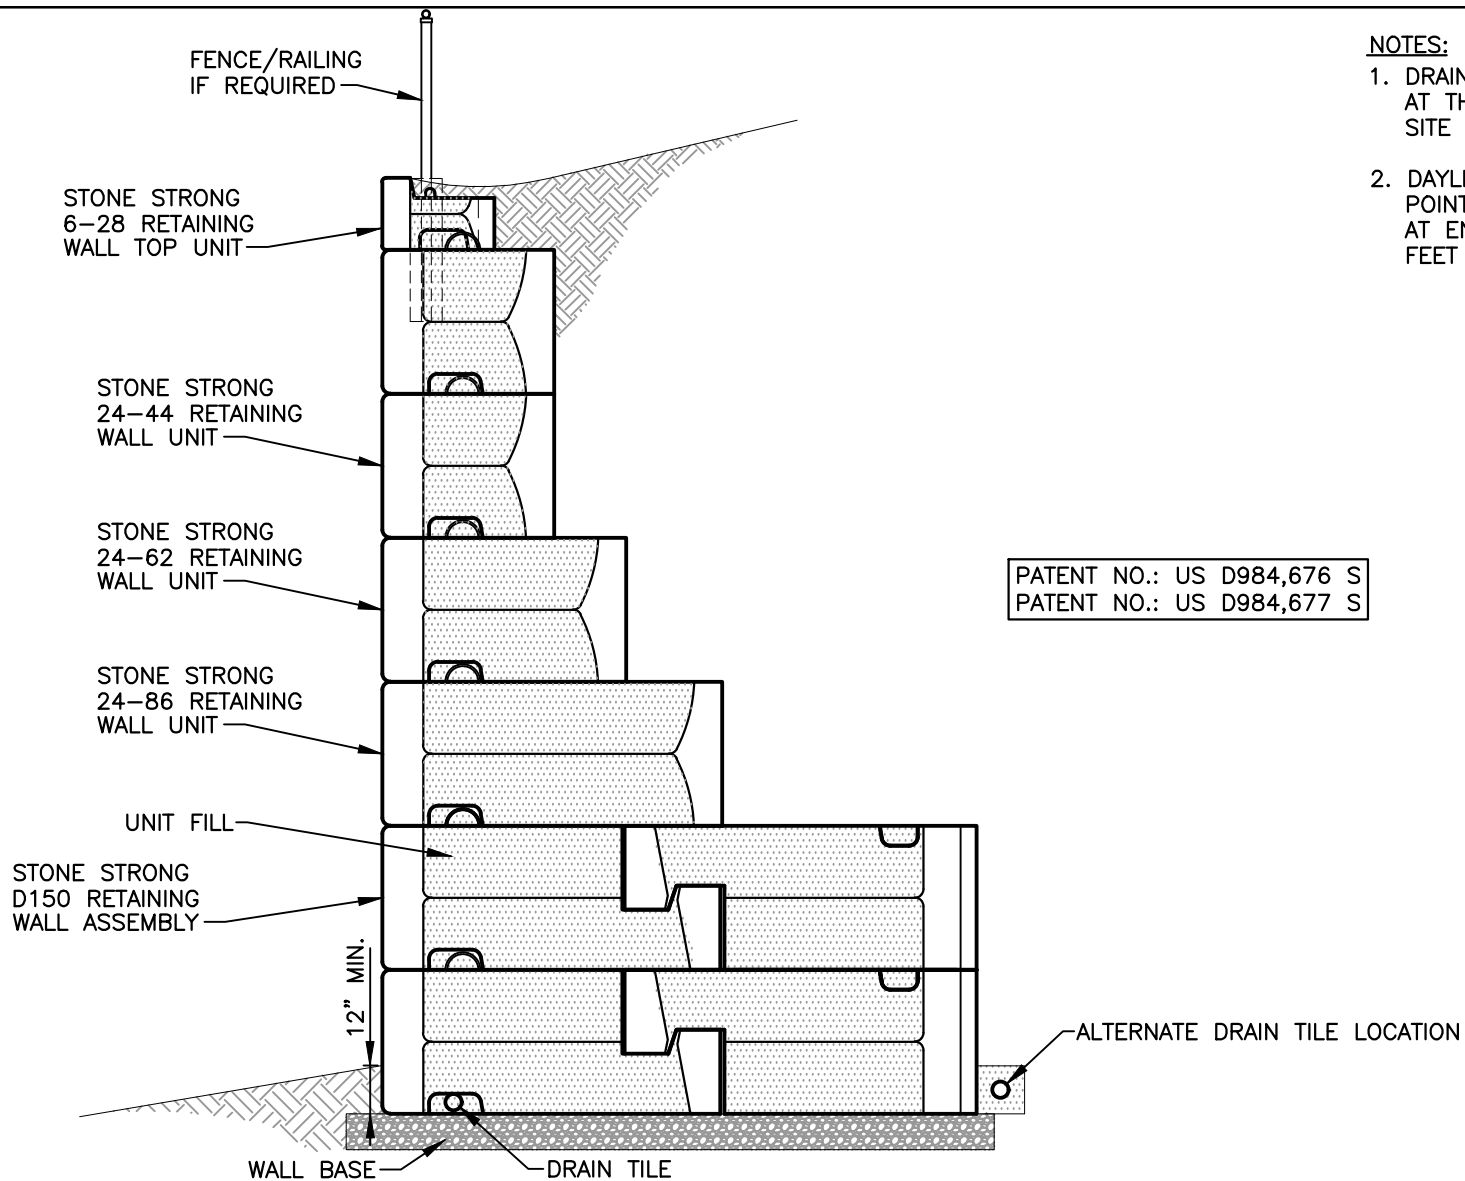 FENCE/RAILING
IF REQUIRED
STONE STRONG
6-28 RETAINING
WALL TOP UNIT
STONE STRONG
24-44 RETAINING
WALL UNIT
STONE STRONG
24-62 RETAINING
WALL UNIT
STONE STRONG
24-86 RETAINING
WALL UNIT
UNIT FILL
STONE STRONG
D150 RETAINING
WALL ASSEMBLY
12" MIN.
WALL BASE
DRAIN TILE
ALTERNATE DRAIN TILE LOCATION
PATENT NO.: US D984,676 S
PATENT NO.: US D984,677 S
NOTES:
1. DRAIN
AT TH
SITE
2. DAYL
POINT
AT EN
FEET